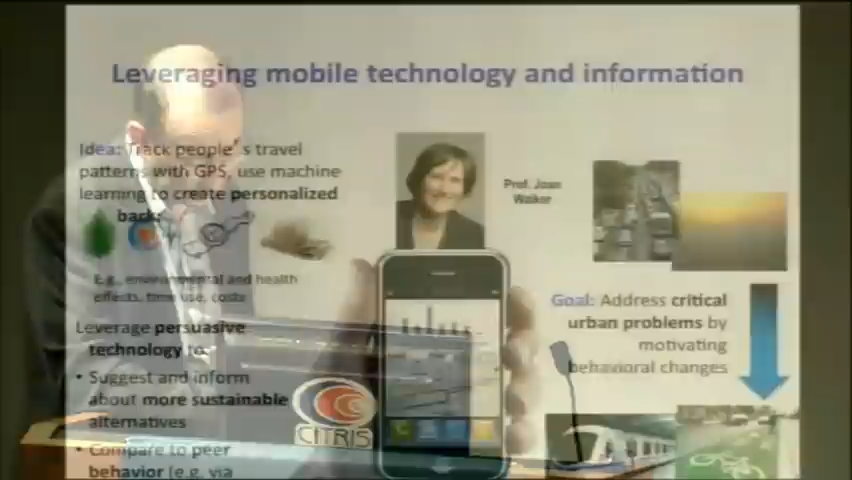 Leveraging mobile technology and information
Idea: Track people's travel
patterns with GPS, use machine
learning to create personalized
back
E.g., environmental and health
effects, time use, costs
Leverage persuasive
technology to
• Suggest and inform
about more sustainable
alternatives
• Compare to peer
behavior (e.g. via
Prof. Joan
Walker
Goal: Address critical
urban problems by
motivating
behavioral changes
CITRIS